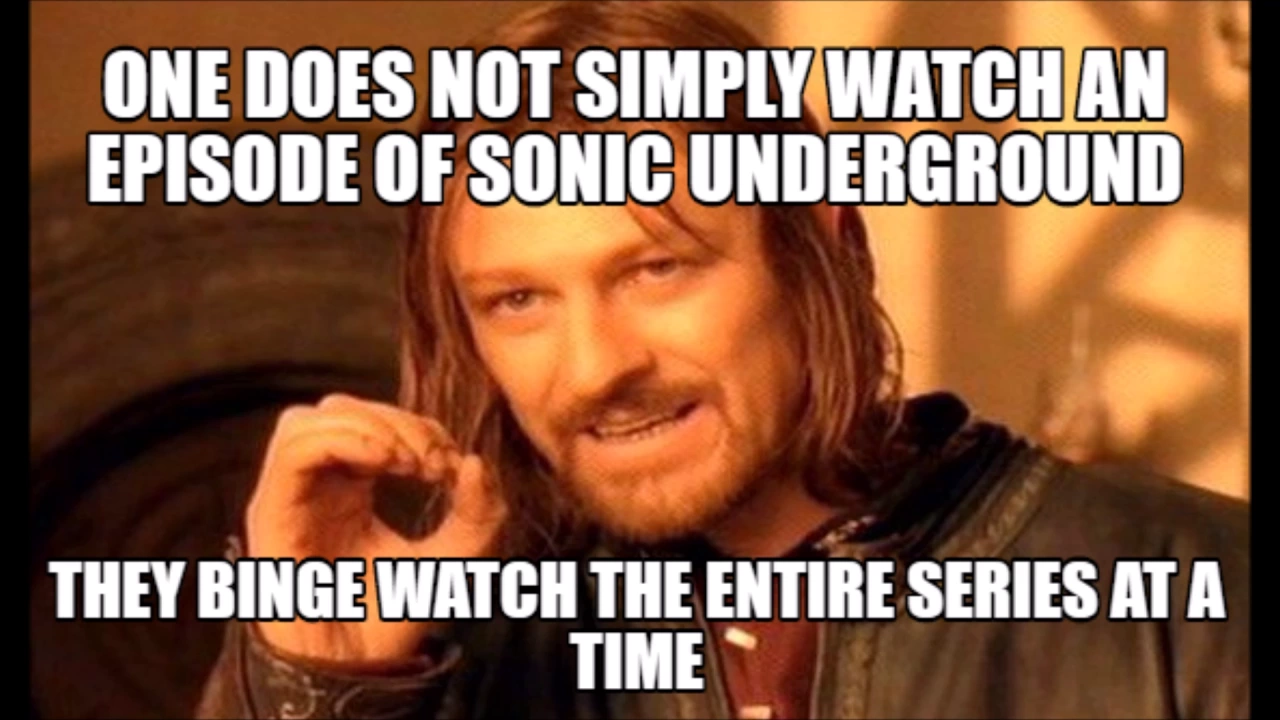 ONE DOES NOT SIMPLY WATCH AN
EPISODE OF SONIC UNDERGROUND
THEY BINGE WATCH THE ENTIRE SERIES AT A
TIME